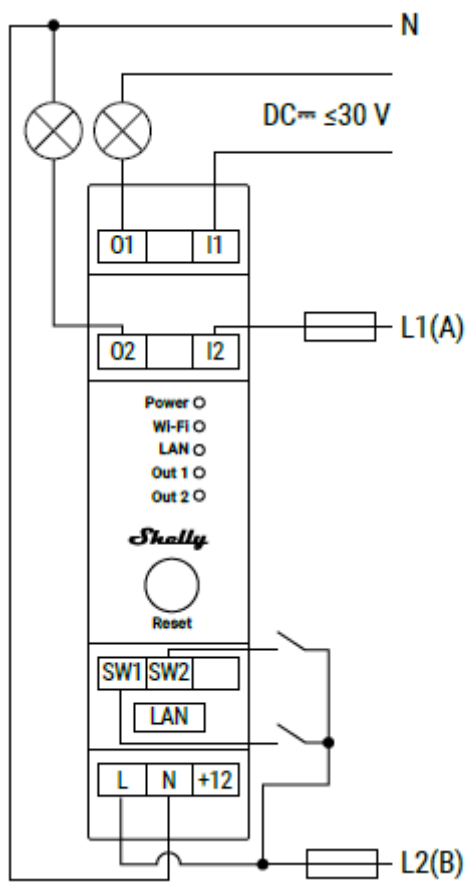 N
DC⎓ ≤30 V
O1 I1
L1(A)
O2 I2
Power
Wi-Fi
LAN
Out 1
Out 2
Shelly
Reset
SW1 SW2
LAN
L N +12
L2(B)